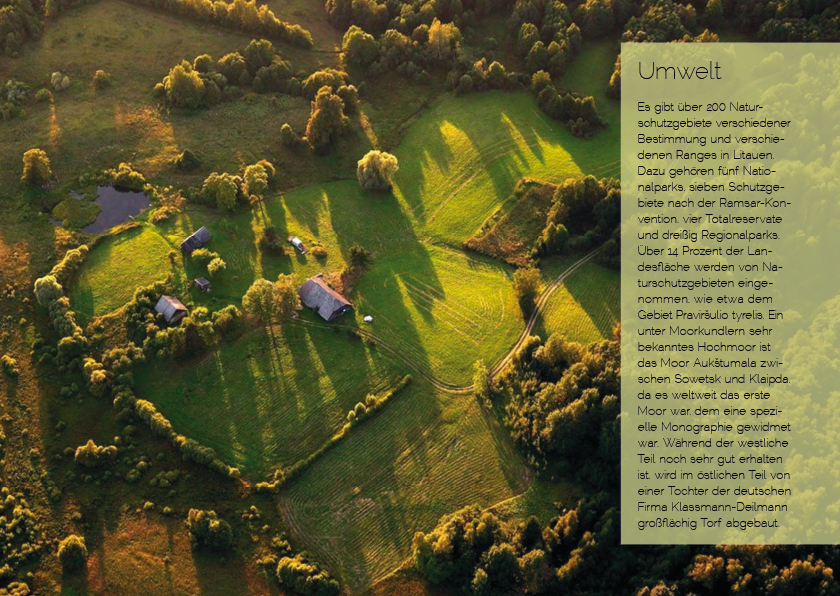 Umwelt
Es gibt über 200 Natur-
schutzgebiete verschiedener
Bestimmung und verschie-
denen Ranges in Litauen.
Dazu gehören fünf Natio-
nalparks, sieben Schutzge-
biete nach der Ramsar-Kon-
vention, vier Totalreservate
und dreißig Regionalparks.
Über 14 Prozent der Lan-
desfläche werden von Na-
turschutzgebieten einge-
nommen, wie etwa dem
Gebiet Praviršulio tyrelis. Ein
unter Moorkundlern sehr
bekanntes Hochmoor ist
das Moor Aukštumala zwi-
schen Sowetsk und Klaipda,
da es weltweit das erste
Moor war, dem eine spezi-
elle Monographie gewidmet
war. Während der westliche
Teil noch sehr gut erhalten
ist, wird im östlichen Teil von
einer Tochter der deutschen
Firma Klassmann-Deilmann
großflächig Torf abgebaut.